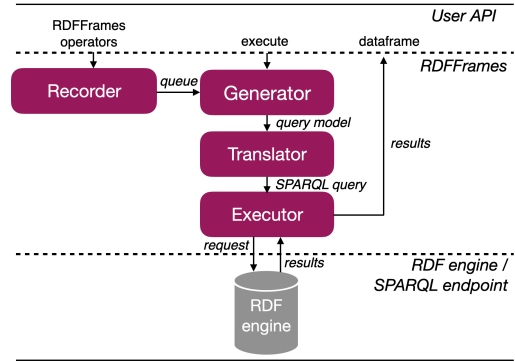 User API
RDFFrames
operators
execute
dataframe
RDFFrames
Recorder
queue
Generator
query model
results
Translator
SPARQL query
Executor
request
results
RDF engine /
SPARQL endpoint
RDF
engine